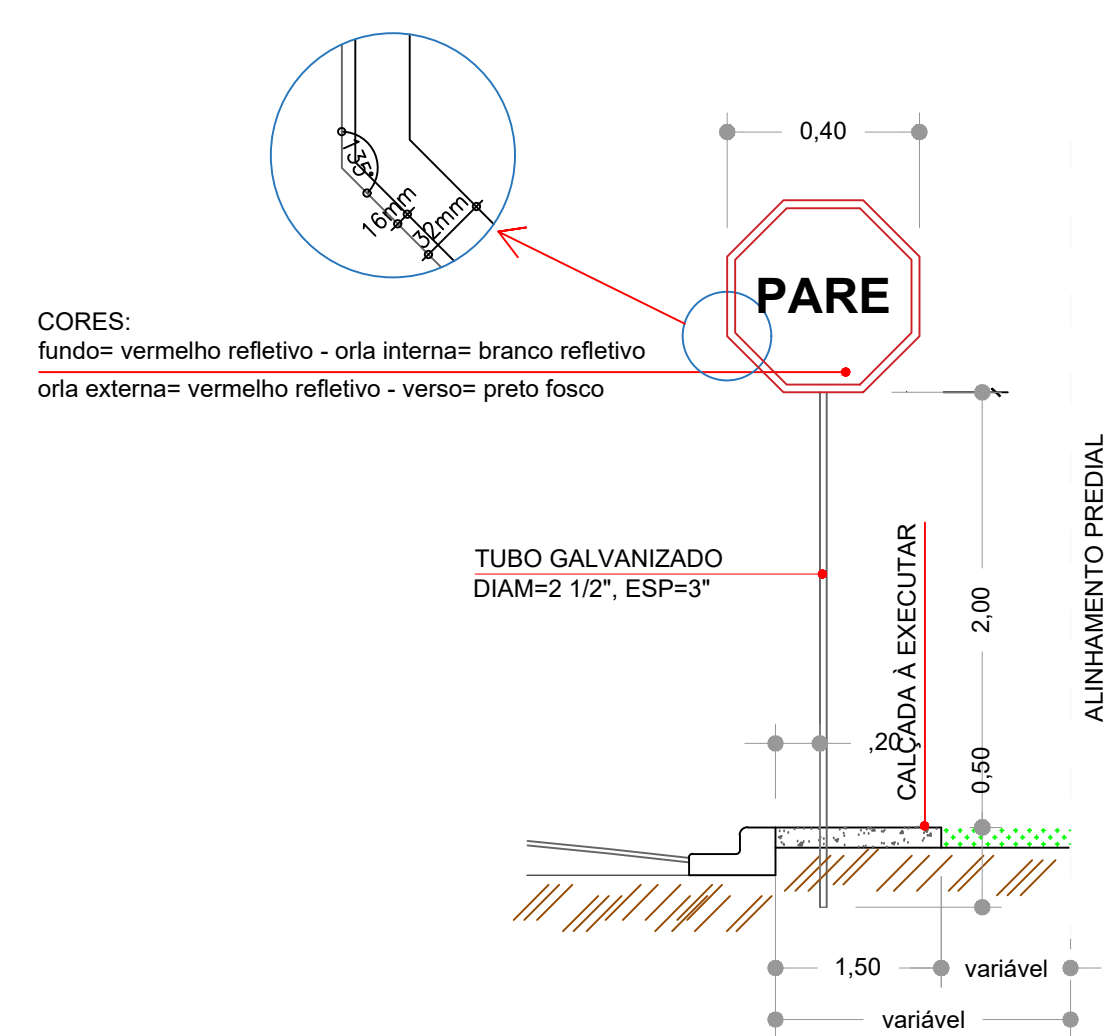 0,40
135°
16mm
32mm
PARE
CORES:
fundo= vermelho refletivo - orla interna= branco refletivo
orla externa= vermelho refletivo - verso= preto fosco
TUBO GALVANIZADO
DIAM=2 1/2", ESP=3"
CALÇADA À EXECUTAR
2,00
ALINHAMENTO PREDIAL
,20
0,50
1,50
variável
variável